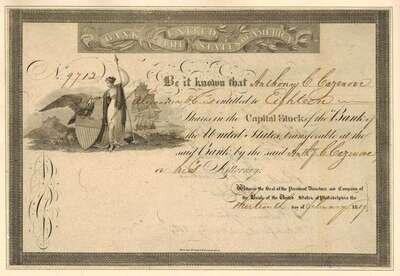 BANK UNITED STATES OF AMERICA
No. 9712
Be it known that Anthony C Cazenove
is entitled to Eighteen
Shares in the Capital Stock of the Bank of
the United States, transferable at the
said Bank, by the said Anth. C Cazenove
or his Attorney.
Witness the Seal of the President Directors and Company of
the Bank of the United States, at Philadelphia the
thirteenth day of February 18